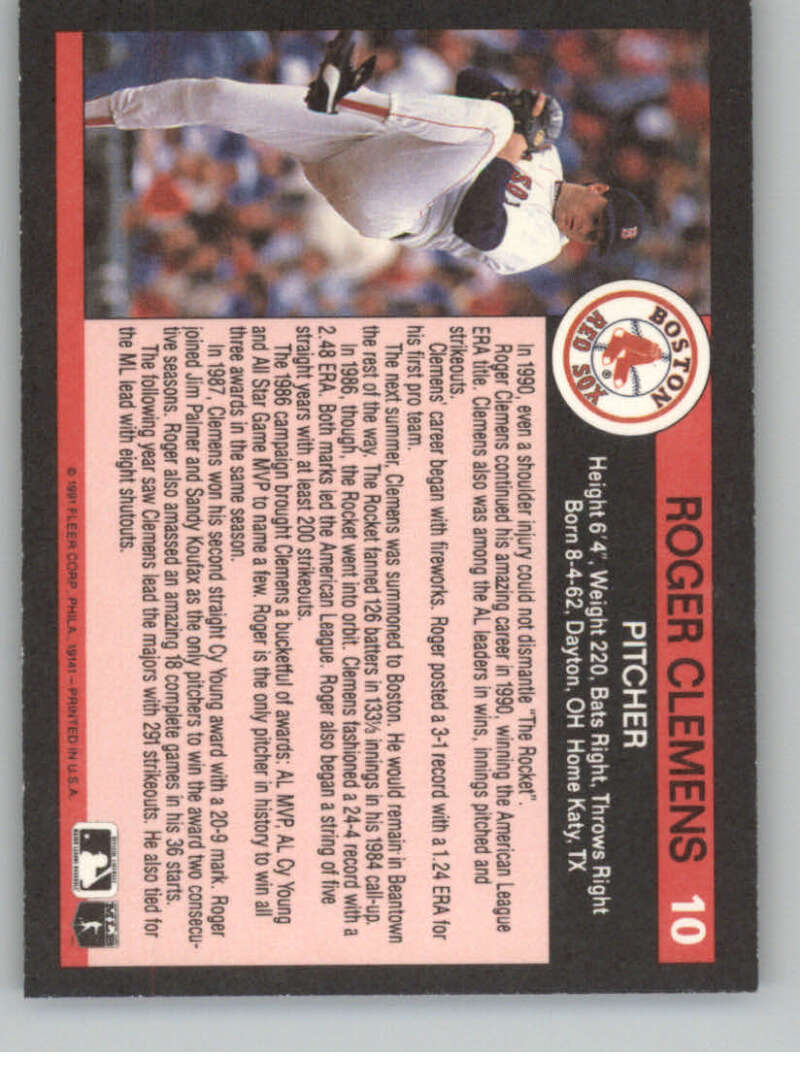 ROGER CLEMENS 10
PITCHER
Height 6'4", Weight 220, Bats Right, Throws Right
Born 8-4-62, Dayton, OH Home Katy, TX
BOSTON
RED SOX
In 1990, even a shoulder injury could not dismantle "The Rocket".
Roger Clemens continued his amazing career in 1990, winning the American League
ERA title. Clemens also was among the AL leaders in wins, innings pitched and
strikeouts.
Clemens' career began with fireworks. Roger posted a 3-1 record with a 1.24 ERA for
his first pro team.
The next summer, Clemens was summoned to Boston. He would remain in Beantown
the rest of the way. The Rocket fanned 126 batters in 133⅓ innings in his 1984 call-up.
In 1986, though, the Rocket went into orbit. Clemens fashioned a 24-4 record with a
2.48 ERA. Both marks led the American League. Roger also began a string of five
straight years with at least 200 strikeouts.
The 1986 campaign brought Clemens a bucketful of awards: AL MVP, AL Cy Young
and All Star Game MVP to name a few. Roger is the only pitcher in history to win all
three awards in the same season.
In 1987, Clemens won his second straight Cy Young award with a 20-9 mark. Roger
joined Jim Palmer and Sandy Koufax as the only pitchers to win the award two consecu-
tive seasons. Roger also amassed an amazing 18 complete games in his 36 starts.
The following year saw Clemens lead the majors with 291 strikeouts. He also tied for
the ML lead with eight shutouts.
© 1991 FLEER CORP. PHILA. 19141 – PRINTED IN U.S.A.